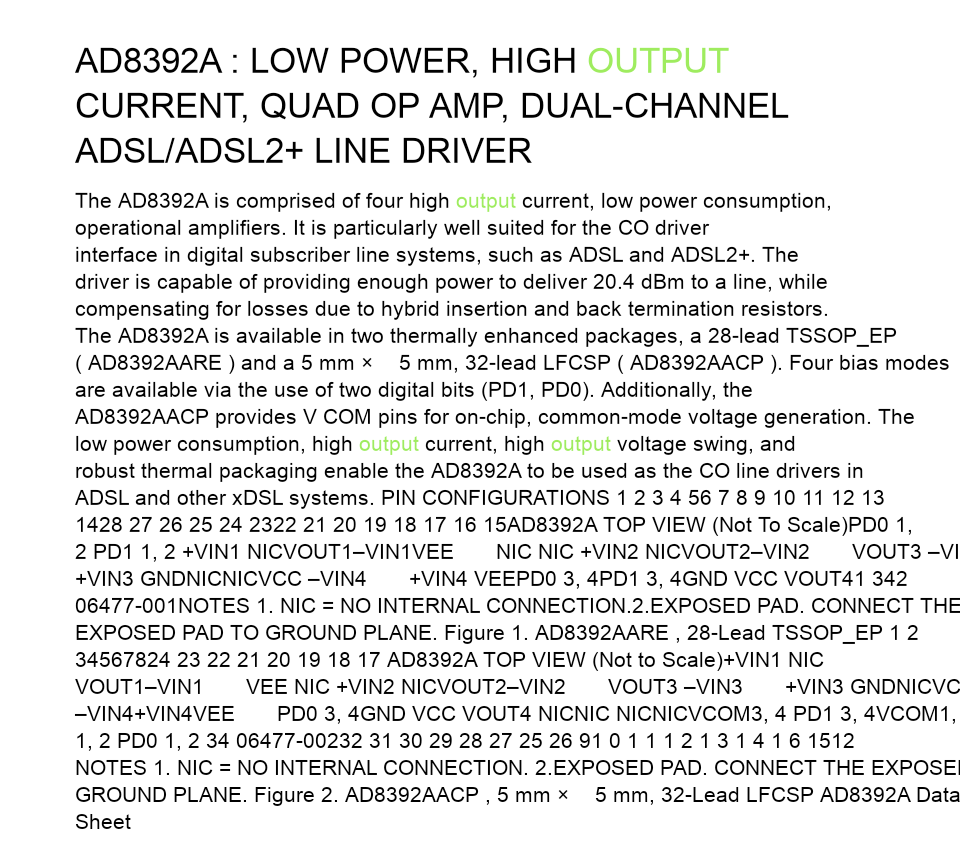 AD8392A : LOW POWER, HIGH OUTPUT
CURRENT, QUAD OP AMP, DUAL-CHANNEL
ADSL/ADSL2+ LINE DRIVER
The AD8392A is comprised of four high output current, low power consumption,
operational amplifiers. It is particularly well suited for the CO driver
interface in digital subscriber line systems, such as ADSL and ADSL2+. The
driver is capable of providing enough power to deliver 20.4 dBm to a line, while
compensating for losses due to hybrid insertion and back termination resistors.
The AD8392A is available in two thermally enhanced packages, a 28-lead TSSOP_EP
( AD8392AARE ) and a 5 mm × 5 mm, 32-lead LFCSP ( AD8392AACP ). Four bias modes
are available via the use of two digital bits (PD1, PD0). Additionally, the
AD8392AACP provides V COM pins for on-chip, common-mode voltage generation. The
low power consumption, high output current, high output voltage swing, and
robust thermal packaging enable the AD8392A to be used as the CO line drivers in
ADSL and other xDSL systems. PIN CONFIGURATIONS 1 2 3 4 56 7 8 9 10 11 12 13
1428 27 26 25 24 2322 21 20 19 18 17 16 15AD8392A TOP VIEW (Not To Scale)PD0 1,
2 PD1 1, 2 +VIN1 NICVOUT1–VIN1VEE NIC NIC +VIN2 NICVOUT2–VIN2 VOUT3 –VI
+VIN3 GNDNICNICVCC –VIN4 +VIN4 VEEPD0 3, 4PD1 3, 4GND VCC VOUT41 342
06477-001NOTES 1. NIC = NO INTERNAL CONNECTION.2.EXPOSED PAD. CONNECT THE
EXPOSED PAD TO GROUND PLANE. Figure 1. AD8392AARE , 28-Lead TSSOP_EP 1 2
34567824 23 22 21 20 19 18 17 AD8392A TOP VIEW (Not to Scale)+VIN1 NIC
VOUT1–VIN1 VEE NIC +VIN2 NICVOUT2–VIN2 VOUT3 –VIN3 +VIN3 GNDNICVC
–VIN4+VIN4VEE PD0 3, 4GND VCC VOUT4 NICNIC NICNICVCOM3, 4 PD1 3, 4VCOM1,
1, 2 PD0 1, 2 34 06477-00232 31 30 29 28 27 25 26 91 0 1 1 1 2 1 3 1 4 1 6 1512
NOTES 1. NIC = NO INTERNAL CONNECTION. 2.EXPOSED PAD. CONNECT THE EXPOSE
GROUND PLANE. Figure 2. AD8392AACP , 5 mm × 5 mm, 32-Lead LFCSP AD8392A Data
Sheet